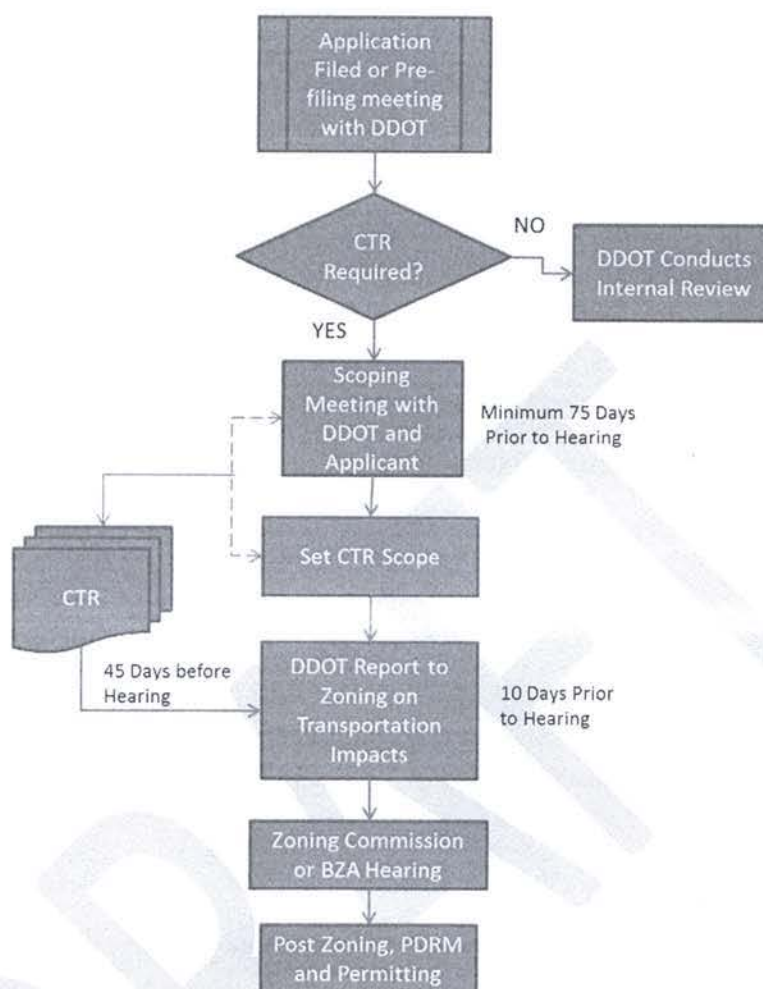 Application
Filed or Pre-
filing meeting
with DDOT
CTR
Required?
NO
DDOT Conducts
Internal Review
YES
Scoping
Meeting with
DDOT and
Applicant
Minimum 75 Days
Prior to Hearing
CTR
Set CTR Scope
45 Days before
Hearing
DDOT Report to
Zoning on
Transportation
Impacts
10 Days Prior
to Hearing
Zoning Commission
or BZA Hearing
Post Zoning, PDRM
and Permitting
DRAFT